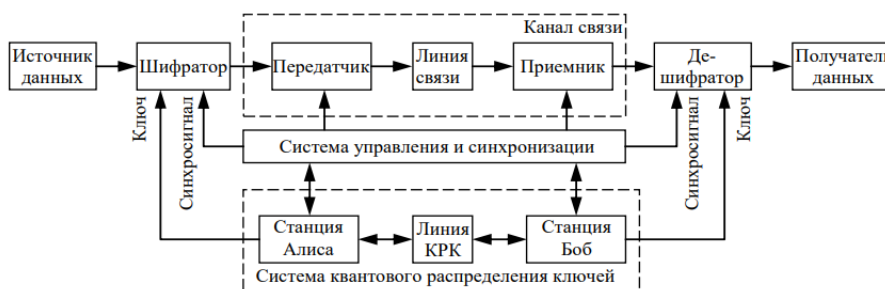 Канал связи
Источник
данных
Шифратор
Передатчик
Линия
связи
Приемник
Де-
шифратор
Получатель
данных
Ключ
Синхросигнал
Система управления и синхронизации
Синхросигнал
Ключ
Станция
Алиса
Линия
КРК
Станция
Боб
Система квантового распределения ключей